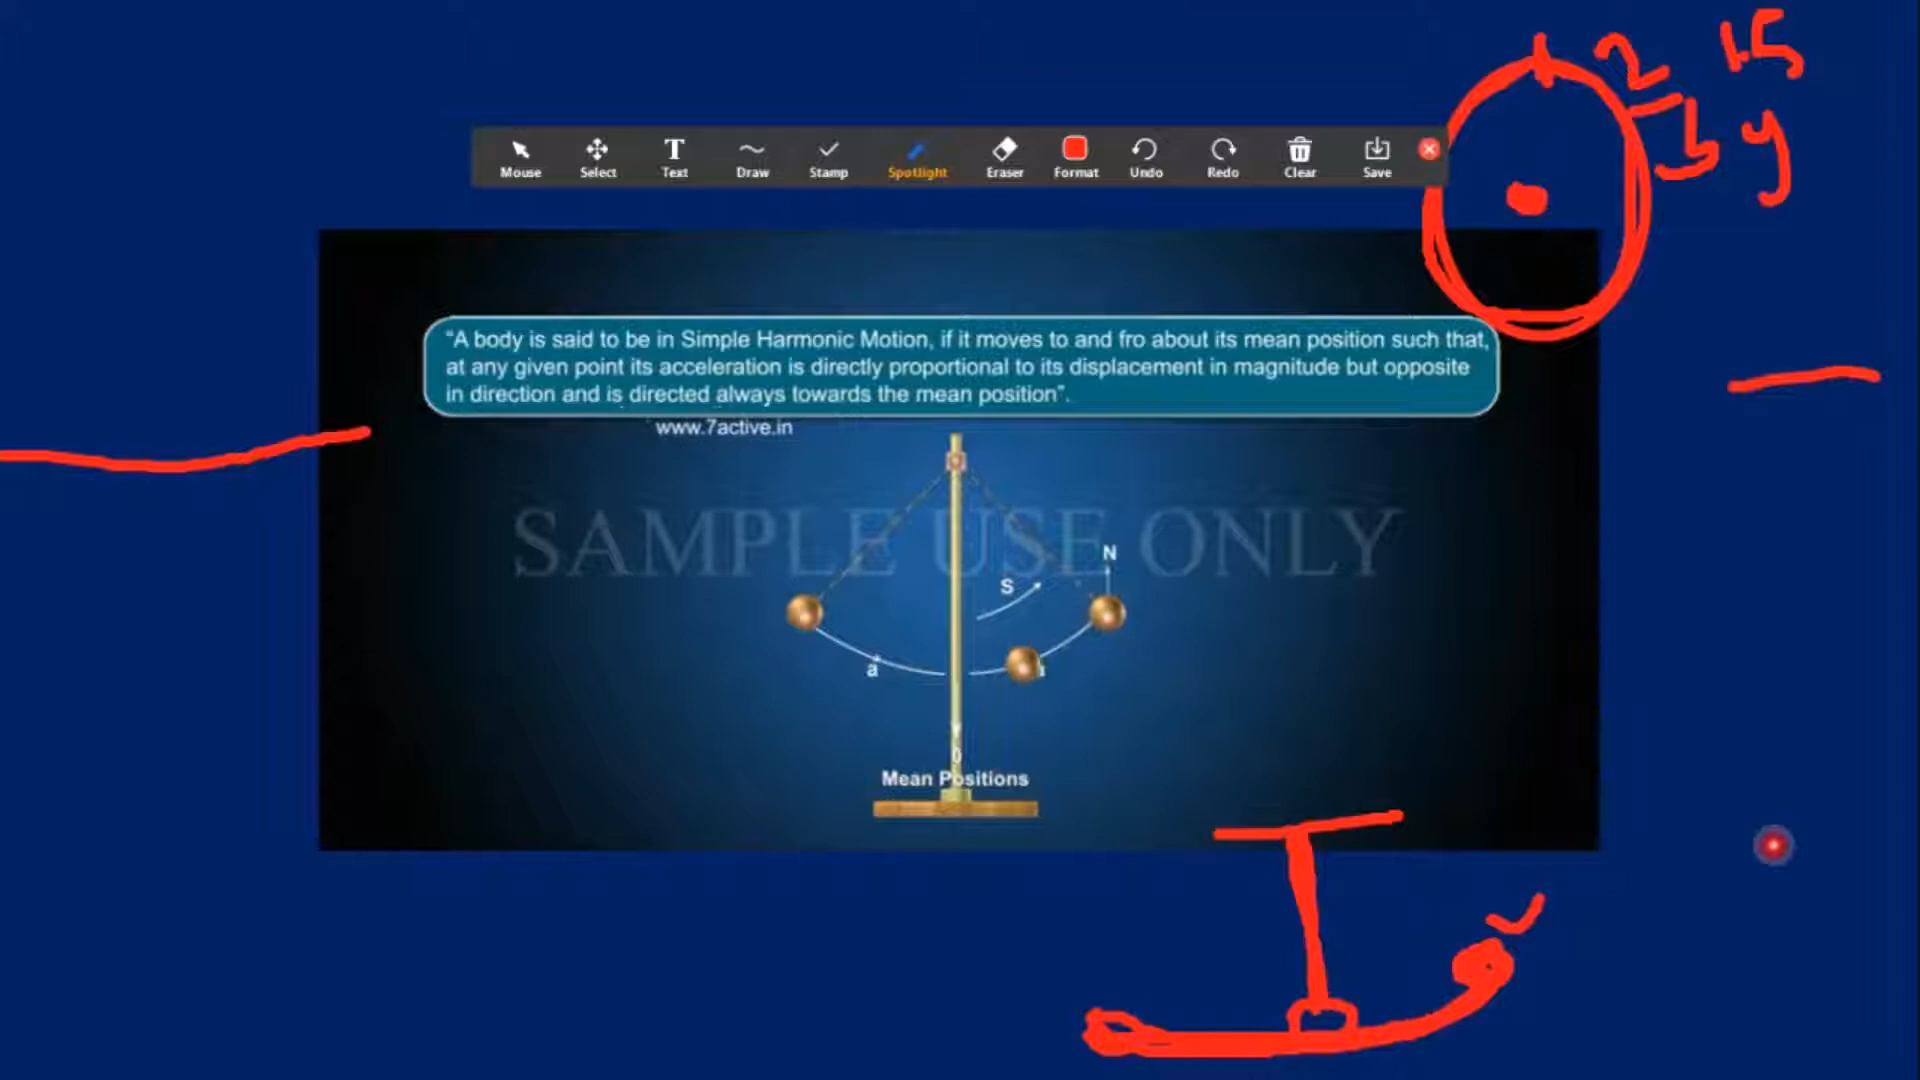 2 1.5
3 y
Mouse Select Text Draw Stamp Spotlight Eraser Format Undo Redo Clear Save
“A body is said to be in Simple Harmonic Motion, if it moves to and fro about its mean position such that,
at any given point its acceleration is directly proportional to its displacement in magnitude but opposite
in direction and is directed always towards the mean position”.
www.7active.in
SAMPLE USE ONLY
N
S
a
0
Mean Positions